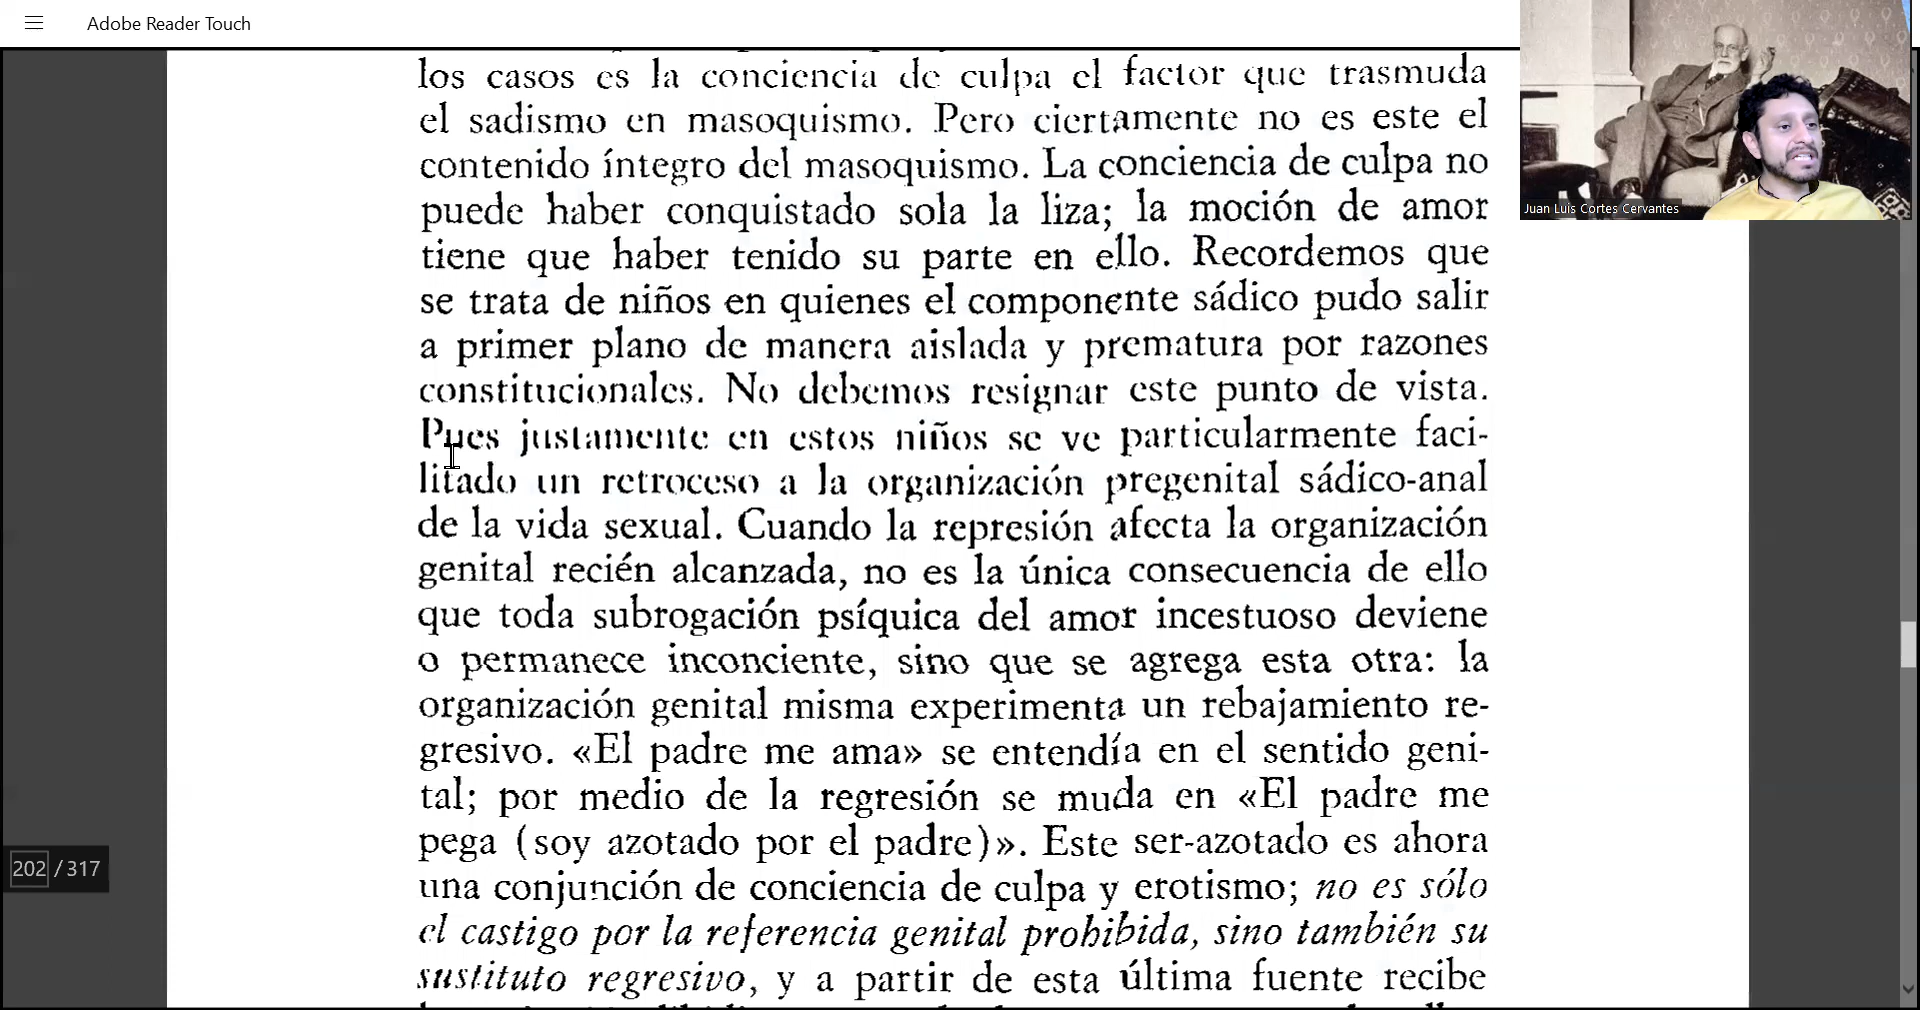 Adobe Reader Touch
los casos es la conciencia de culpa el factor que trasmuda
el sadismo en masoquismo. Pero ciertamente no es este el
contenido íntegro del masoquismo. La conciencia de culpa no
puede haber conquistado sola la liza; la moción de amor
tiene que haber tenido su parte en ello. Recordemos que
se trata de niños en quienes el componente sádico pudo salir
a primer plano de manera aislada y prematura por razones
constitucionales. No debemos resignar este punto de vista.
Pues justamente en estos niños se ve particularmente faci-
litado un retroceso a la organización pregenital sádico-anal
de la vida sexual. Cuando la represión afecta la organización
genital recién alcanzada, no es la única consecuencia de ello
que toda subrogación psíquica del amor incestuoso deviene
o permanece inconciente, sino que se agrega esta otra: la
organización genital misma experimenta un rebajamiento re-
gresivo. «El padre me ama» se entendía en el sentido geni-
tal; por medio de la regresión se muda en «El padre me
pega (soy azotado por el padre)». Este ser-azotado es ahora
una conjunción de conciencia de culpa y erotismo; no es sólo
el castigo por la referencia genital prohibida, sino también su
sustituto regresivo, y a partir de esta última fuente recibe
202 / 317
Juan Luis Cortes Cervantes